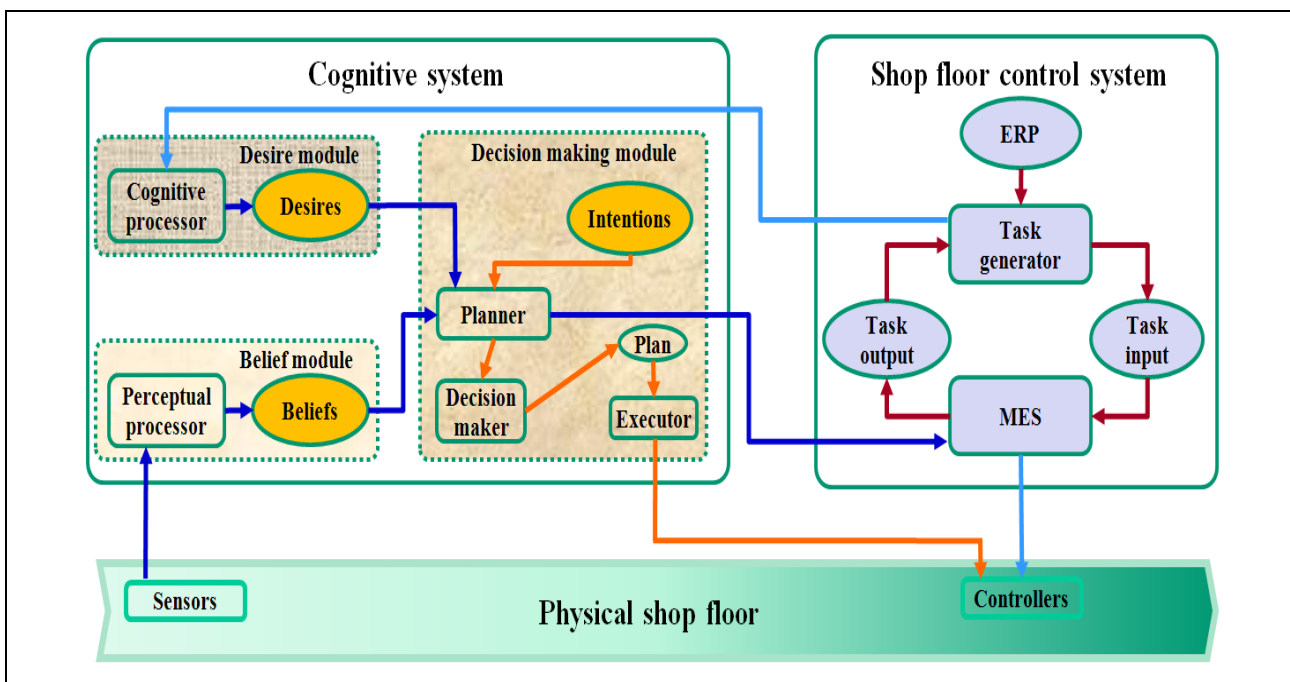 Cognitive system
Shop floor control system
Desire module
Cognitive
processor
Desires
Decision making module
Intentions
ERP
Task
generator
Planner
Plan
Task
output
Task
input
Belief module
Perceptual
processor
Beliefs
Decision
maker
Executor
MES
Sensors
Physical shop floor
Controllers